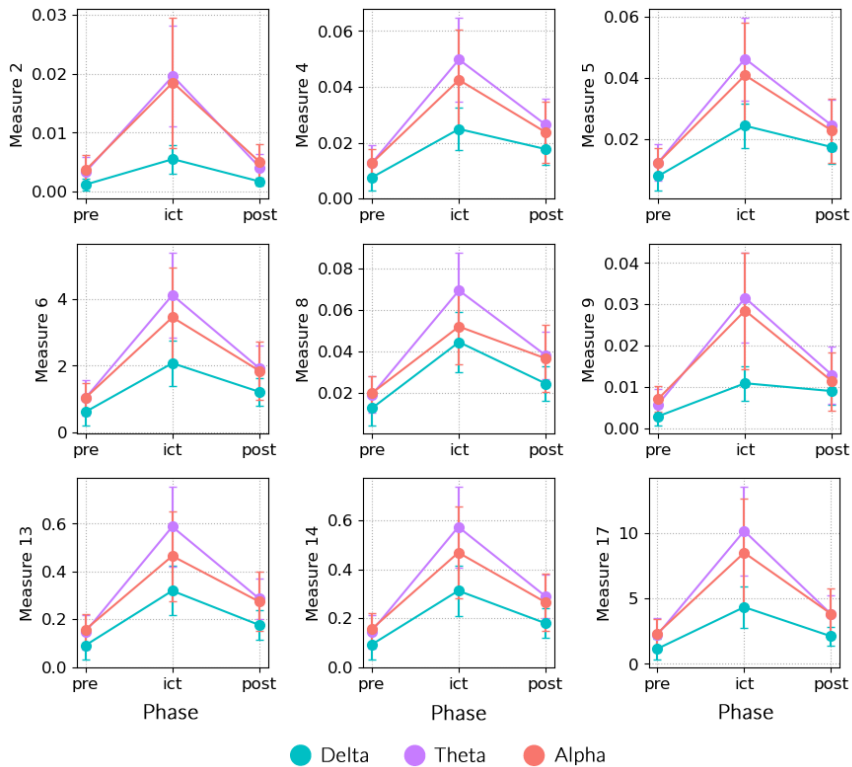 0.03
0.02
0.01
0.00
Measure 2
pre ict post
0.06
0.04
0.02
0.00
Measure 4
pre ict post
0.06
0.04
0.02
Measure 5
pre ict post
4
2
0
Measure 6
pre ict post
0.08
0.06
0.04
0.02
Measure 8
pre ict post
0.04
0.03
0.02
0.01
0.00
Measure 9
pre ict post
0.6
0.4
0.2
0.0
Measure 13
pre ict post
Phase
0.6
0.4
0.2
0.0
Measure 14
pre ict post
Phase
10
5
0
Measure 17
pre ict post
Phase
Delta Theta Alpha